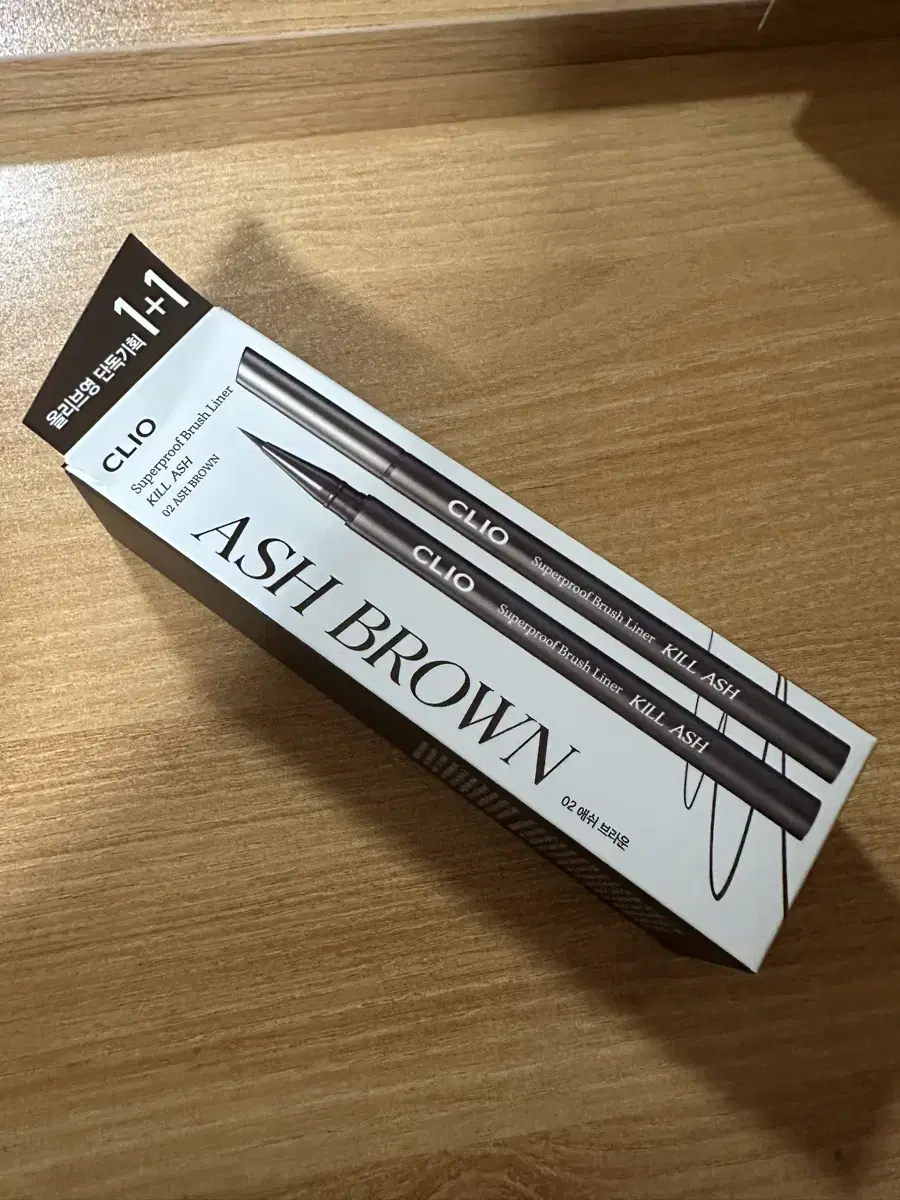 올리브영 단독기획 1+1
CLIO
Superproof Brush Liner
KILL ASH
02 ASH BROWN
ASH BROWN
02 애쉬 브라운
CLIO Superproof Brush Liner KILL ASH
CLIO Superproof Brush Liner KILL ASH